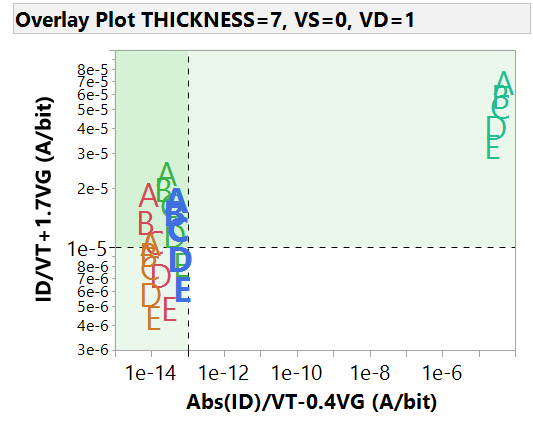 Overlay Plot THICKNESS=7, VS=0, VD=1
ID/VT+1.7VG (A/bit)
8e-5
7e-5
6e-5
5e-5
4e-5
3e-5
2e-5
1e-5
8e-6
7e-6
6e-6
5e-6
4e-6
3e-6
A
B
C
D
E
A
B
C
D
E
A
B
C
D
E
A
B
C
D
E
A
B
C
D
E
1e-14 1e-12 1e-10 1e-8 1e-6
Abs(ID)/VT-0.4VG (A/bit)